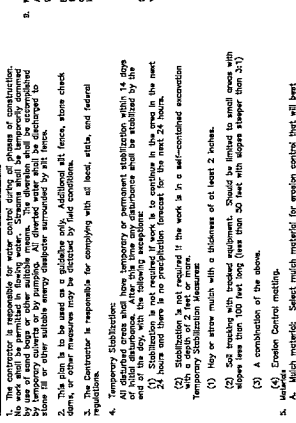 1. The contractor is responsible for water control during all phases of construction.
No work shall be done in flowing water. Streams shall be temporarily dammed
by use of sand bags or other suitable means. The diversion shall be accomplished
by temporary culverts or by pumping. All diverted water shall be discharged to
stone fill or other suitable energy dissipater surrounded by silt fence.
2. This plan is to be used as a guideline only. Additional silt fence, stone check
dams, or other measures may be dictated by field conditions.
3. The Contractor is responsible for complying with all local, state, and federal
regulations.
4. Temporary Stabilization:
All disturbed areas shall have temporary or permanent stabilization within 14 days
of initial disturbance. After this time any disturbance shall be stabilized by the
end of the day, with the following exceptions:
(1) Stabilization is not required if work is to continue in the area in the next
24 hours and there is no precipitation forecast for the next 24 hours.
(2) Stabilization is not required if the work is in a self-contained excavation
with a depth of 2 feet or more.
Temporary Stabilization Measures:
(1) Hay or straw mulch with a thickness of at least 2 inches.
(2) Soil tracking with tracked equipment. Should be limited to small areas with
slopes less than 100 feet long (less than 30 feet with slopes steeper than 3:1)
(3) A combination of the above.
(4) Erosion Control matting.
5. Materials
A. Mulch material: Select mulch material for erosion control that will best